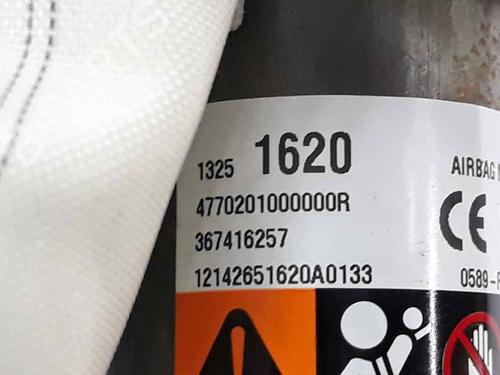 1325 1620
AIRBAG
4770201000000R
CE
367416257
12142651620A0133
0589-